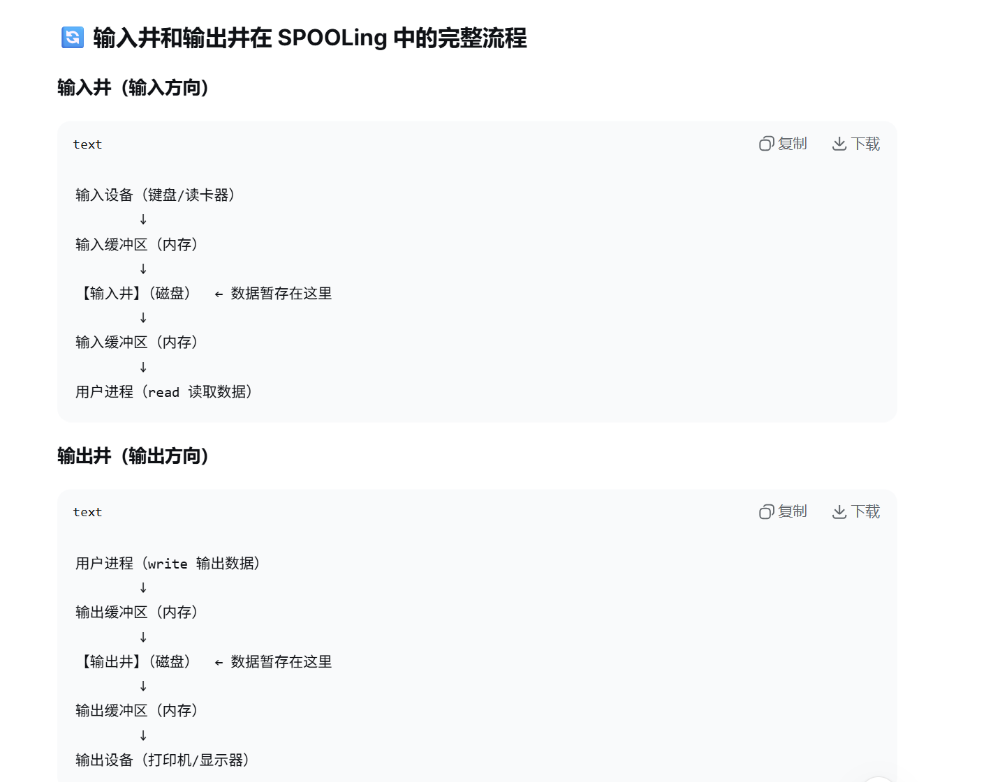 🔄 输入井和输出井在 SPOOLing 中的完整流程
输入井（输入方向）
text 复制 下载
输入设备（键盘/读卡器）
↓
输入缓冲区（内存）
↓
【输入井】（磁盘） ← 数据暂存在这里
↓
输入缓冲区（内存）
↓
用户进程（read 读取数据）
输出井（输出方向）
text 复制 下载
用户进程（write 输出数据）
↓
输出缓冲区（内存）
↓
【输出井】（磁盘） ← 数据暂存在这里
↓
输出缓冲区（内存）
↓
输出设备（打印机/显示器）